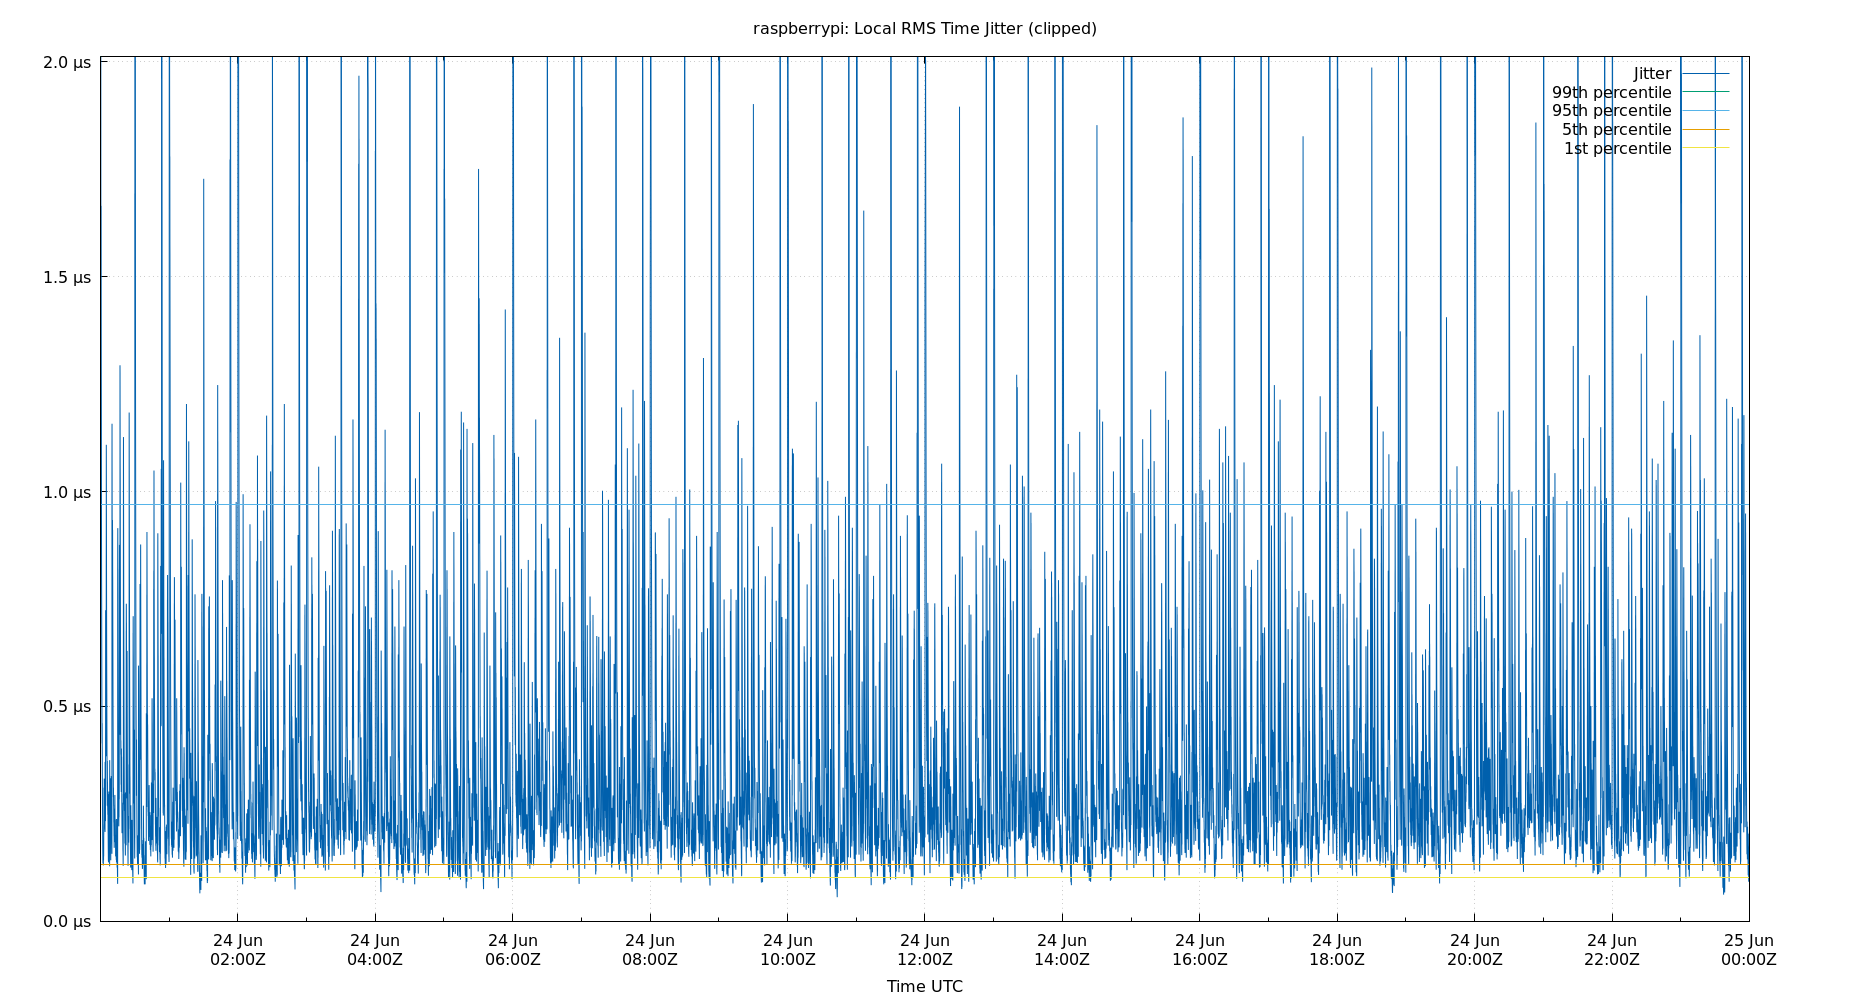 raspberrypi: Local RMS Time Jitter (clipped)
2.0 µs
1.5 µs
1.0 µs
0.5 µs
0.0 µs
Jitter
99th percentile
95th percentile
5th percentile
1st percentile
24 Jun 24 Jun 24 Jun 24 Jun 24 Jun 24 Jun 24 Jun 24 Jun 24 Jun 24 Jun 24 Jun 25 Jun
02:00Z 04:00Z 06:00Z 08:00Z 10:00Z 12:00Z 14:00Z 16:00Z 18:00Z 20:00Z 22:00Z 00:00Z
Time UTC